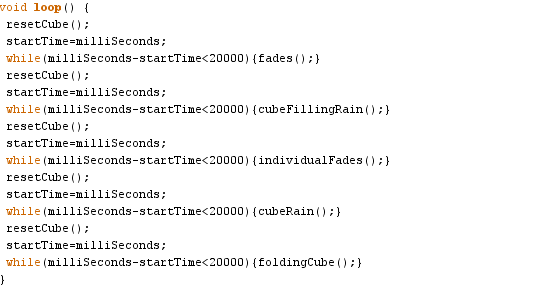 void loop() {
 resetCube();
 startTime=milliSeconds;
 while(milliSeconds-startTime<20000){fades();}
 resetCube();
 startTime=milliSeconds;
 while(milliSeconds-startTime<20000){cubeFillingRain();}
 resetCube();
 startTime=milliSeconds;
 while(milliSeconds-startTime<20000){individualFades();}
 resetCube();
 startTime=milliSeconds;
 while(milliSeconds-startTime<20000){cubeRain();}
 resetCube();
 startTime=milliSeconds;
 while(milliSeconds-startTime<20000){foldingCube();}
}